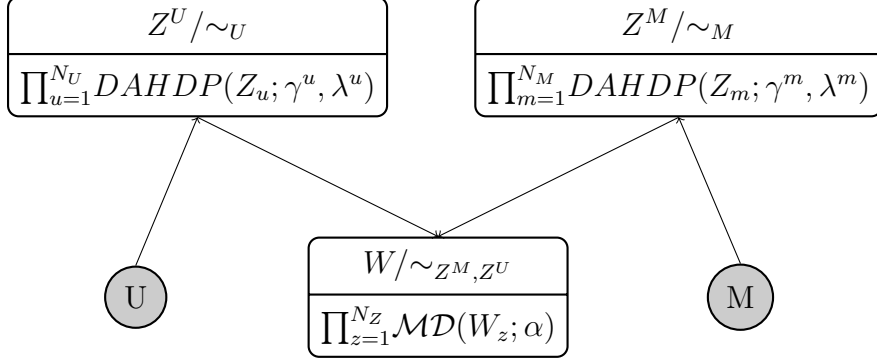 Z^U/∼_U
∏_{u=1}^{N_U} DAHDP(Z_u; γ^u, λ^u)
Z^M/∼_M
∏_{m=1}^{N_M} DAHDP(Z_m; γ^m, λ^m)
U
W/∼_{Z^M,Z^U}
∏_{z=1}^{N_Z} 𝓜𝓓(W_z; α)
M